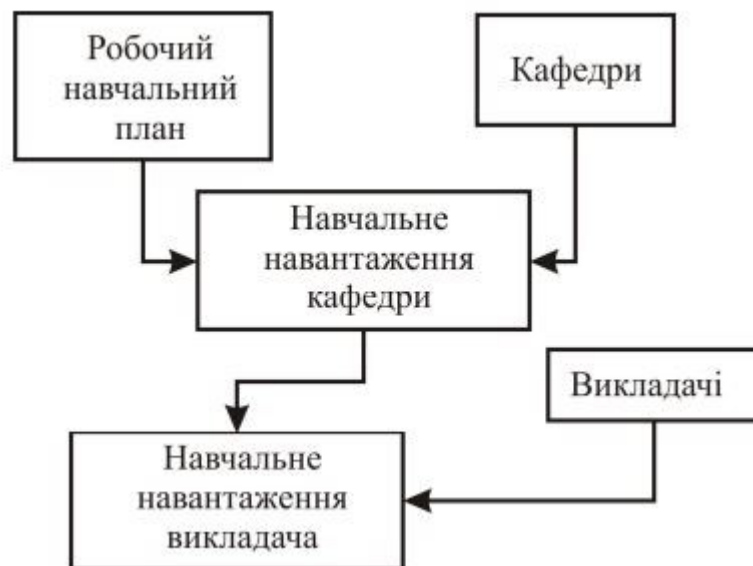 Робочий
навчальний
план
Кафедри
Навчальне
навантаження
кафедри
Викладачі
Навчальне
навантаження
викладача